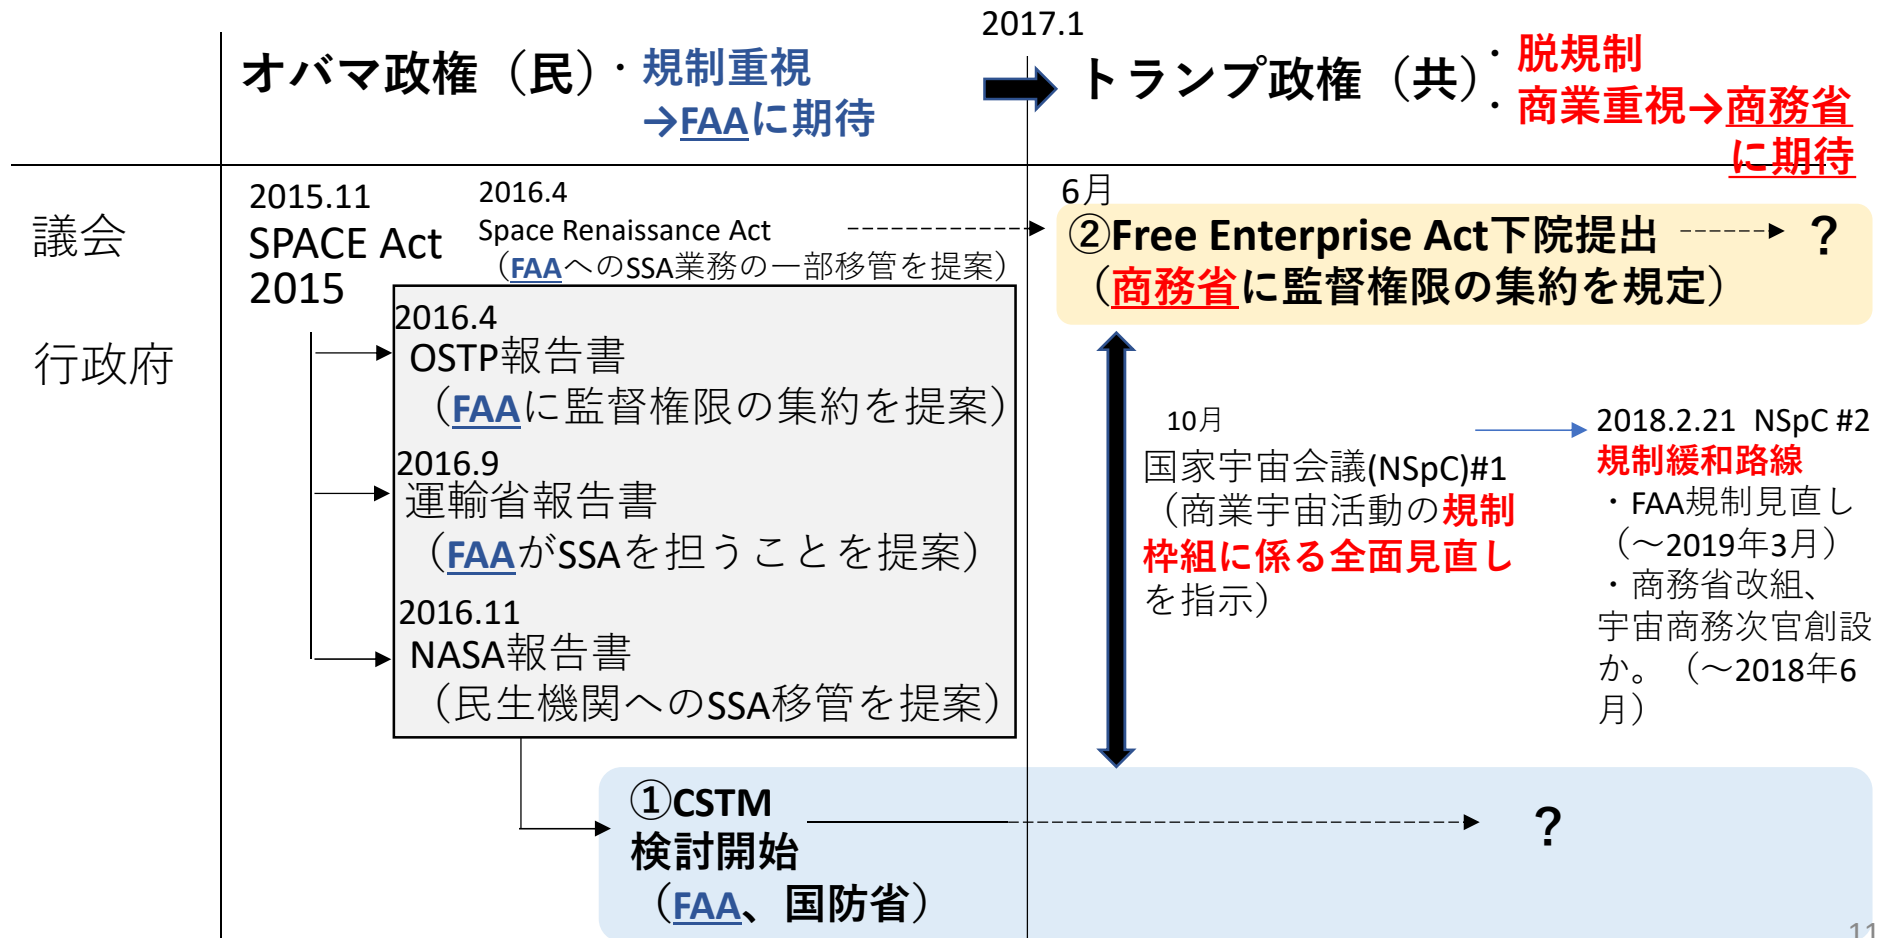 2017.1
オバマ政権（民）
・規制重視
→FAAに期待
トランプ政権（共）
・脱規制
・商業重視→商務省
に期待
議会
2015.11
SPACE Act
2015
2016.4
Space Renaissance Act
（FAAへのSSA業務の一部移管を提案）
6月
②Free Enterprise Act下院提出
？
（商務省に監督権限の集約を規定）
行政府
2016.4
OSTP報告書
（FAAに監督権限の集約を提案）
2016.9
運輸省報告書
（FAAがSSAを担うことを提案）
2016.11
NASA報告書
（民生機関へのSSA移管を提案）
10月
国家宇宙会議(NSpC)#1
（商業宇宙活動の規制
枠組に係る全面見直し
を指示）
2018.2.21 NSpC #2
規制緩和路線
・FAA規制見直し
（～2019年3月）
・商務省改組、
宇宙商務次官創設
か。（～2018年6
月）
①CSTM
検討開始
（FAA、国防省）
？
11